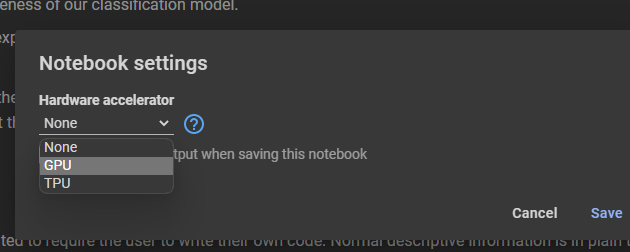 eness of our classification model.
exp
Notebook settings
the
Hardware accelerator
t th
None
?
None
tput when saving this notebook
GPU
TPU
Cancel Save
ted to require the user to write their own code. Normal descriptive information is in plain t